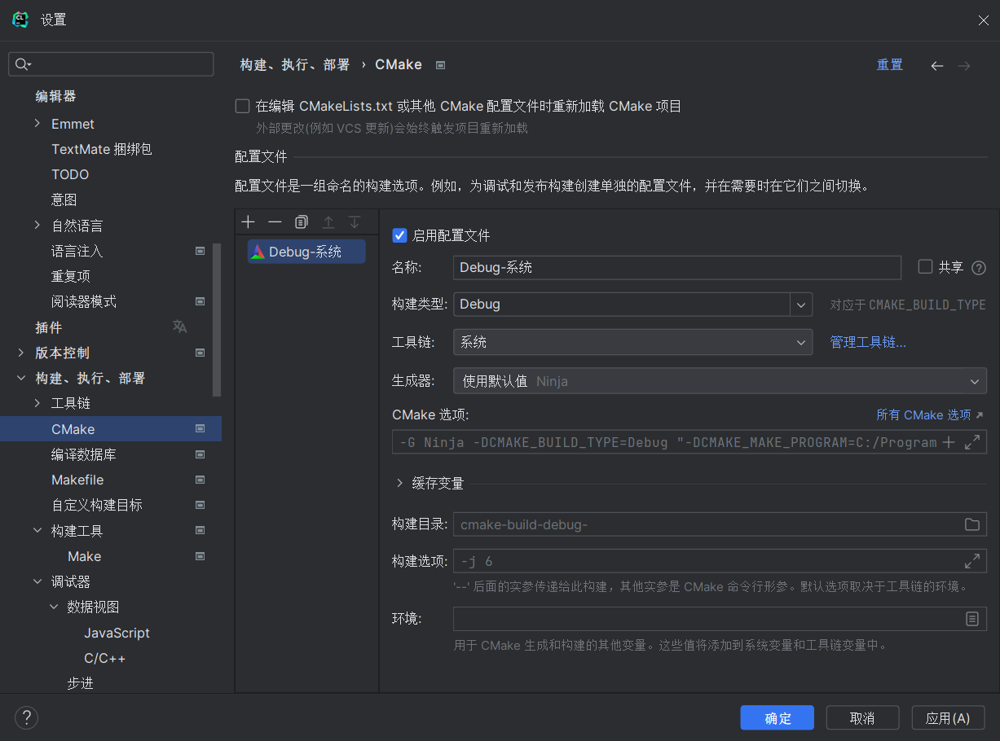 设置
编辑器
Emmet
TextMate 捆绑包
TODO
意图
自然语言
语言注入
重复项
阅读器模式
插件
版本控制
构建、执行、部署
工具链
CMake
编译数据库
Makefile
自定义构建目标
构建工具
Make
调试器
数据视图
JavaScript
C/C++
步进
构建、执行、部署 › CMake
重置
在编辑 CMakeLists.txt 或其他 CMake 配置文件时重新加载 CMake 项目
外部更改(例如 VCS 更新)会始终触发项目重新加载
配置文件
配置文件是一组命名的构建选项。例如，为调试和发布构建创建单独的配置文件，并在需要时在它们之间切换。
Debug-系统
启用配置文件
名称: Debug-系统 共享
构建类型: Debug 对应于 CMAKE_BUILD_TYPE
工具链: 系统 管理工具链...
生成器: 使用默认值 Ninja
CMake 选项: 所有 CMake 选项
-G Ninja -DCMAKE_BUILD_TYPE=Debug "-DCMAKE_MAKE_PROGRAM=C:/Program
缓存变量
构建目录: cmake-build-debug-
构建选项: -j 6
'--' 后面的实参传递给此构建，其他实参是 CMake 命令行形参。默认选项取决于工具链的环境。
环境:
用于 CMake 生成和构建的其他变量。这些值将添加到系统变量和工具链变量中。
?
确定
取消
应用(A)